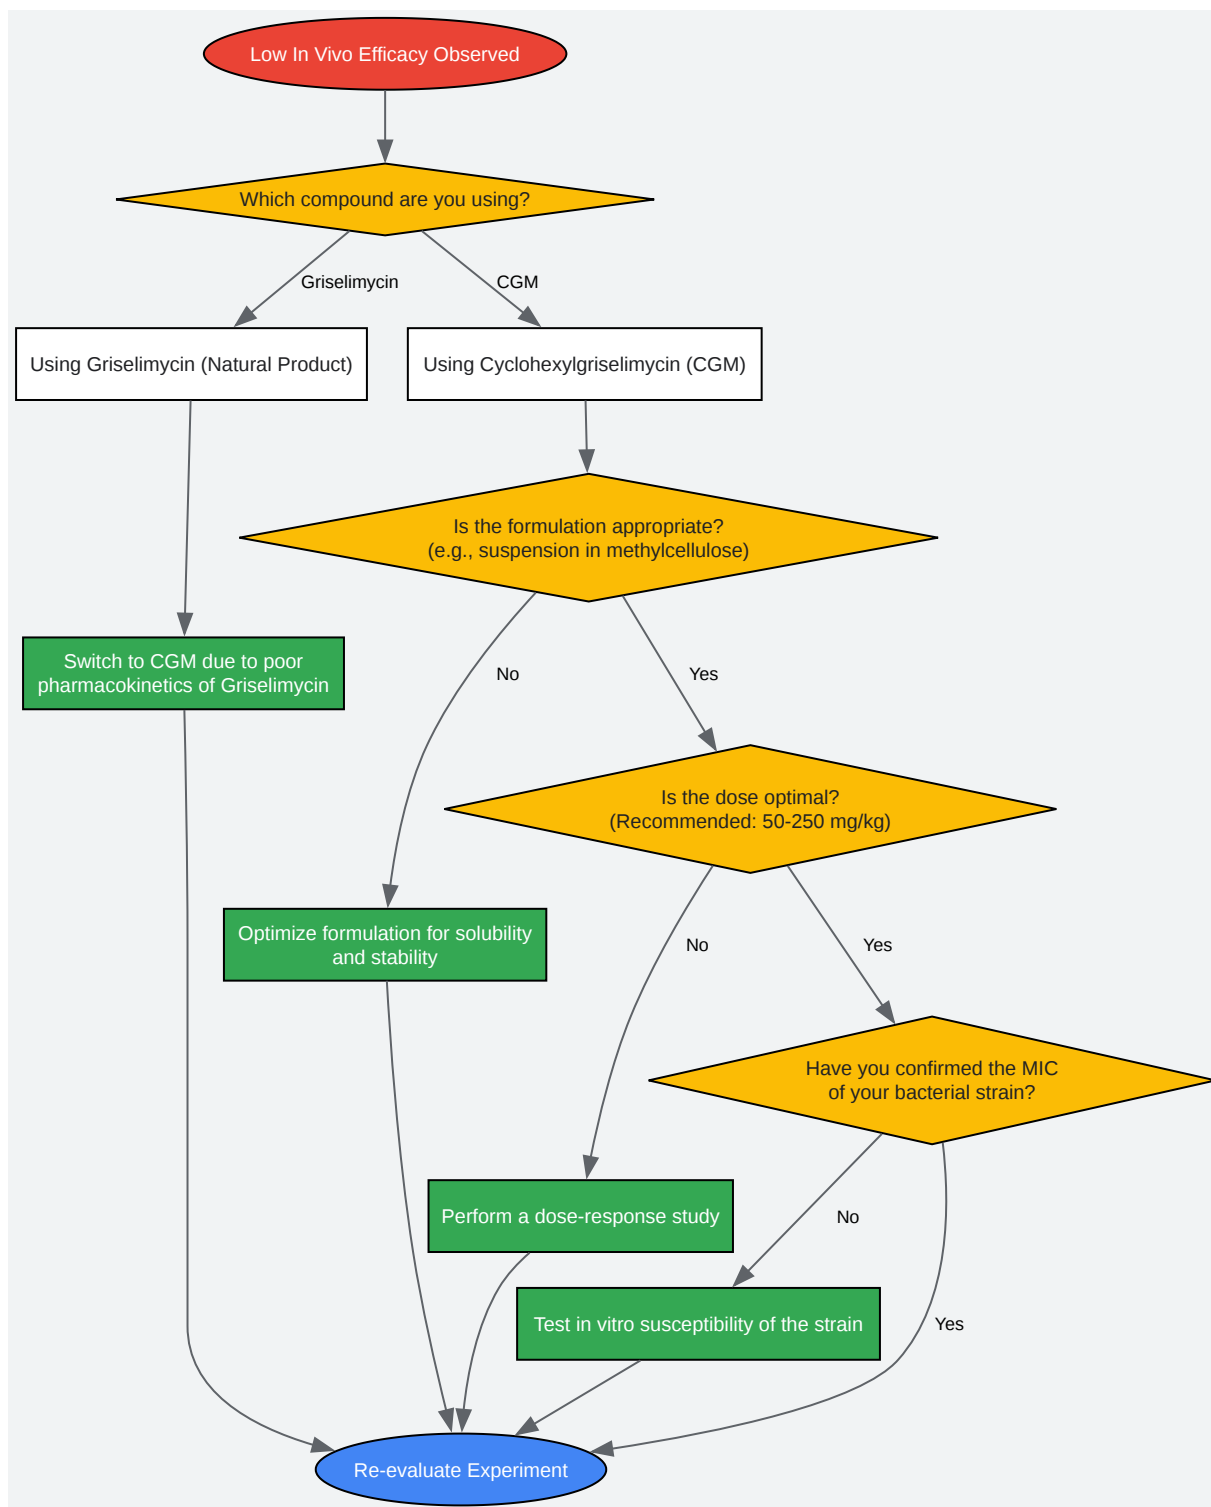 Low In Vivo Efficacy Observed
Which compound are you using?
Griselimycin
CGM
Using Griselimycin (Natural Product)
Using Cyclohexylgriselimycin (CGM)
Is the formulation appropriate?
(e.g., suspension in methylcellulose)
Switch to CGM due to poor
pharmacokinetics of Griselimycin
No
Yes
Is the dose optimal?
(Recommended: 50-250 mg/kg)
Optimize formulation for solubility
and stability
No
Yes
Have you confirmed the MIC
of your bacterial strain?
Perform a dose-response study
No
Test in vitro susceptibility of the strain
Yes
Re-evaluate Experiment